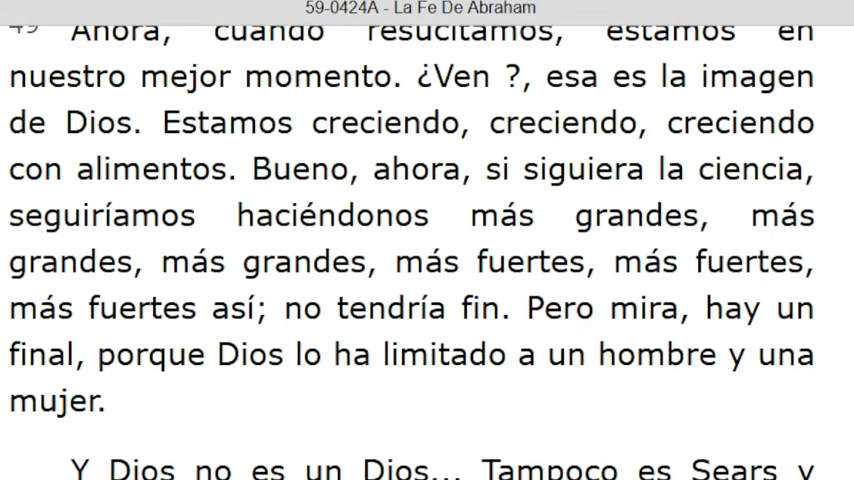 59-0424A - La Fe De Abraham
49 Ahora, cuando resucitamos, estamos en
nuestro mejor momento. ¿Ven ?, esa es la imagen
de Dios. Estamos creciendo, creciendo, creciendo
con alimentos. Bueno, ahora, si siguiera la ciencia,
seguiríamos haciéndonos más grandes, más
grandes, más grandes, más fuertes, más fuertes,
más fuertes así; no tendría fin. Pero mira, hay un
final, porque Dios lo ha limitado a un hombre y una
mujer.
Y Dios no es un Dios... Tampoco es Sears y